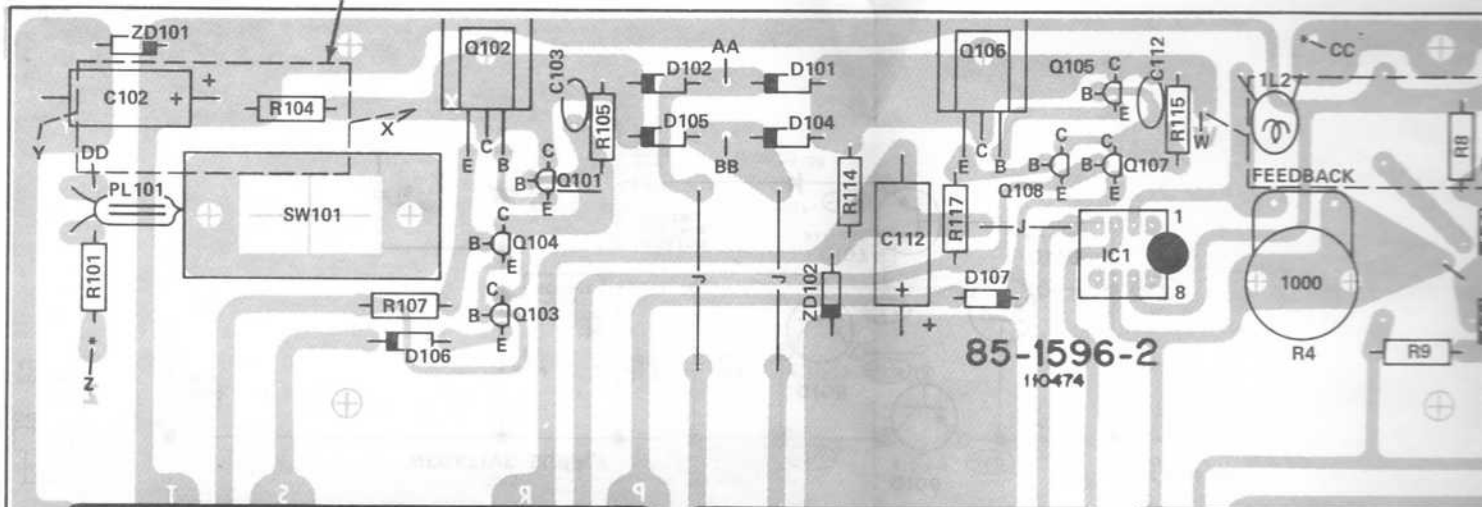 ZD101
C102
+
+
R104
Y
X
DD
PL101
SW101
R101
*
Z
Q102
E
C
B
C103
R105
C
B
Q101
E
C
B
Q104
E
R107
C
B
Q103
E
D106
AA
D102
D101
D105
D104
BB
J
J
R114
ZD102
C112
+
+
Q106
E
C
B
R117
J
D107
Q105
C
B
E
C112
R115
C
B
E
Q108
C
B
E
Q107
W
1L2
CC
FEEDBACK
IC1
1
8
1000
R4
R8
R9
85-1596-2
110474
T
S
R
P